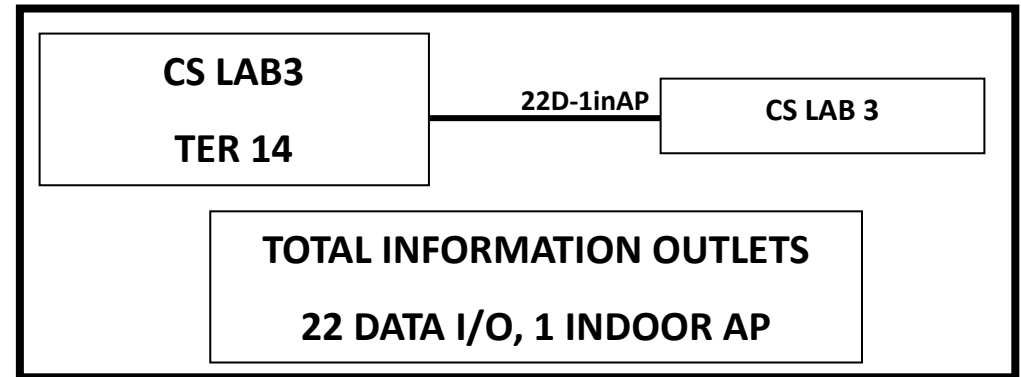 CS LAB3
TER 14
22D-1inAP
CS LAB 3
TOTAL INFORMATION OUTLETS
22 DATA I/O, 1 INDOOR AP